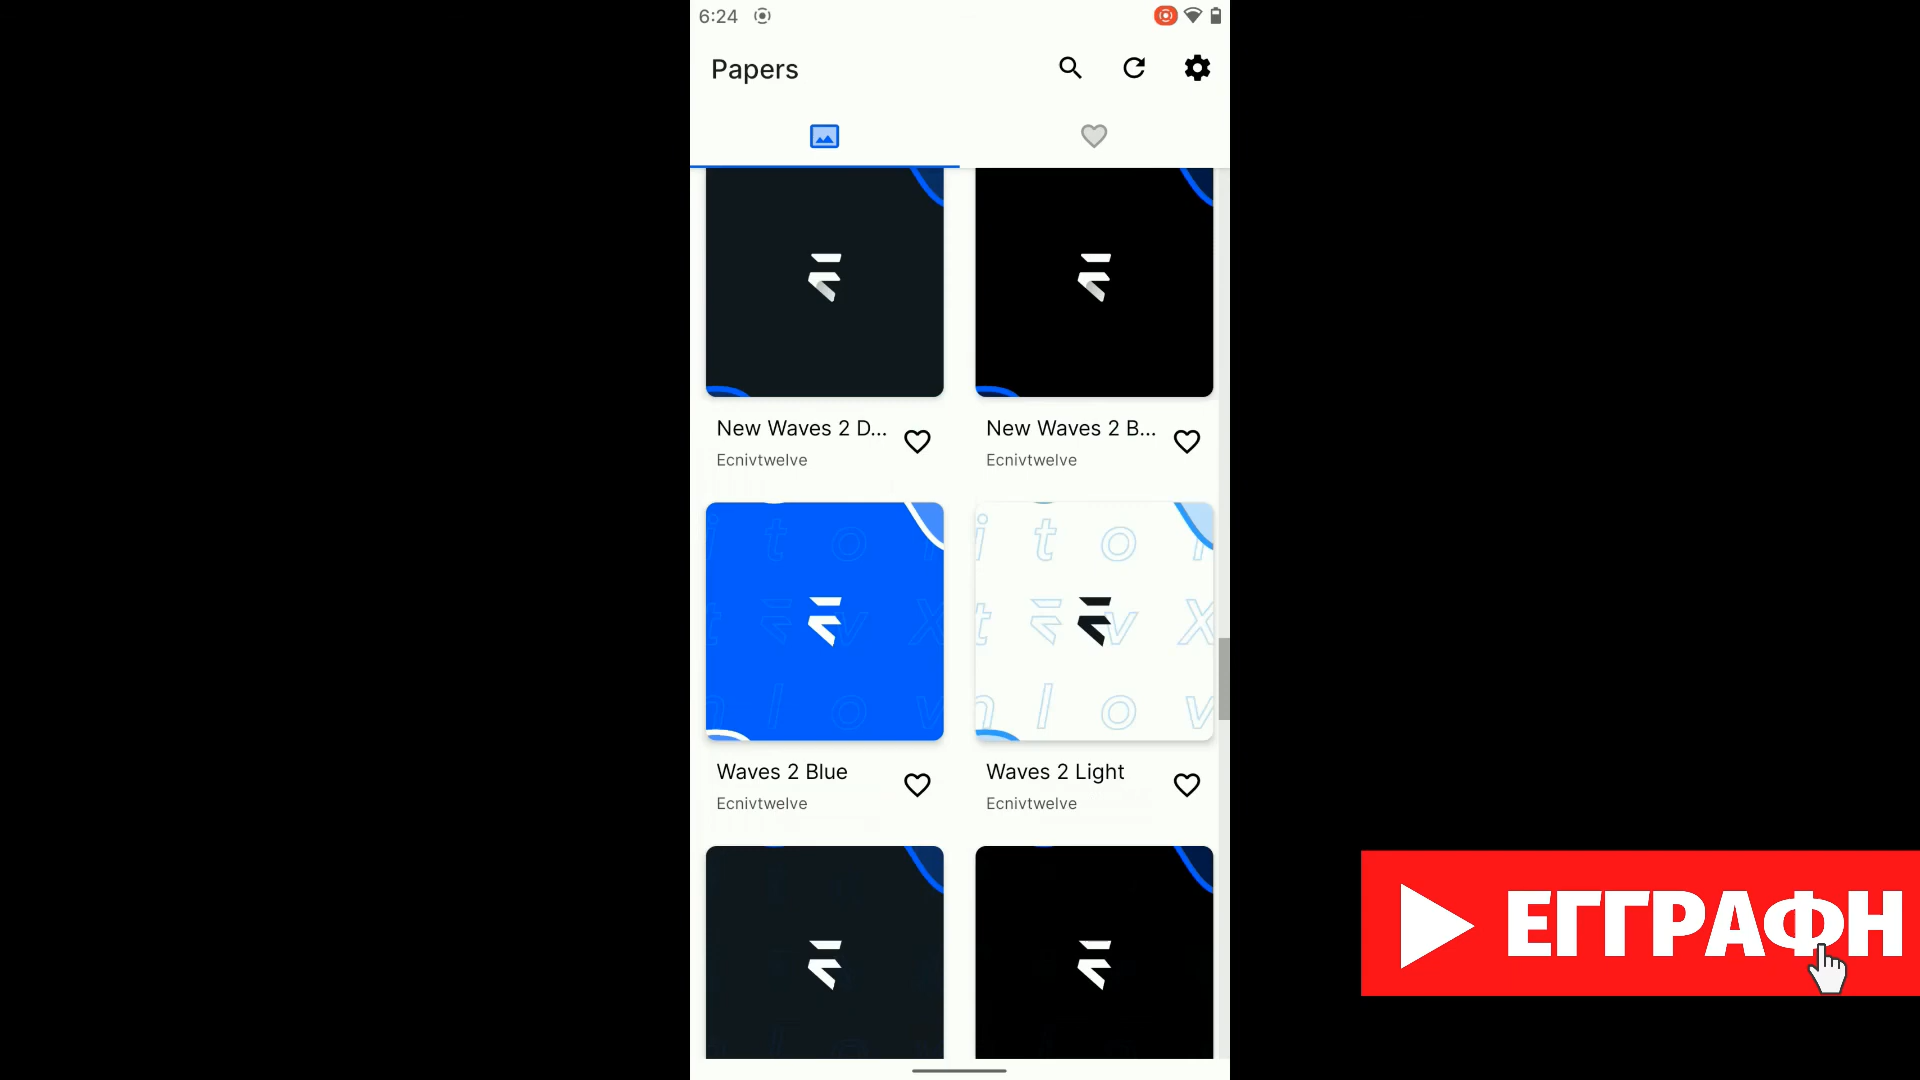 6:24
Papers
New Waves 2 D...
Ecnivtwelve
New Waves 2 B...
Ecnivtwelve
i t o
t v X
n l o v
i t o
t v X
n l o v
Waves 2 Blue
Ecnivtwelve
Waves 2 Light
Ecnivtwelve
ΕΓΓΡΑΦΗ